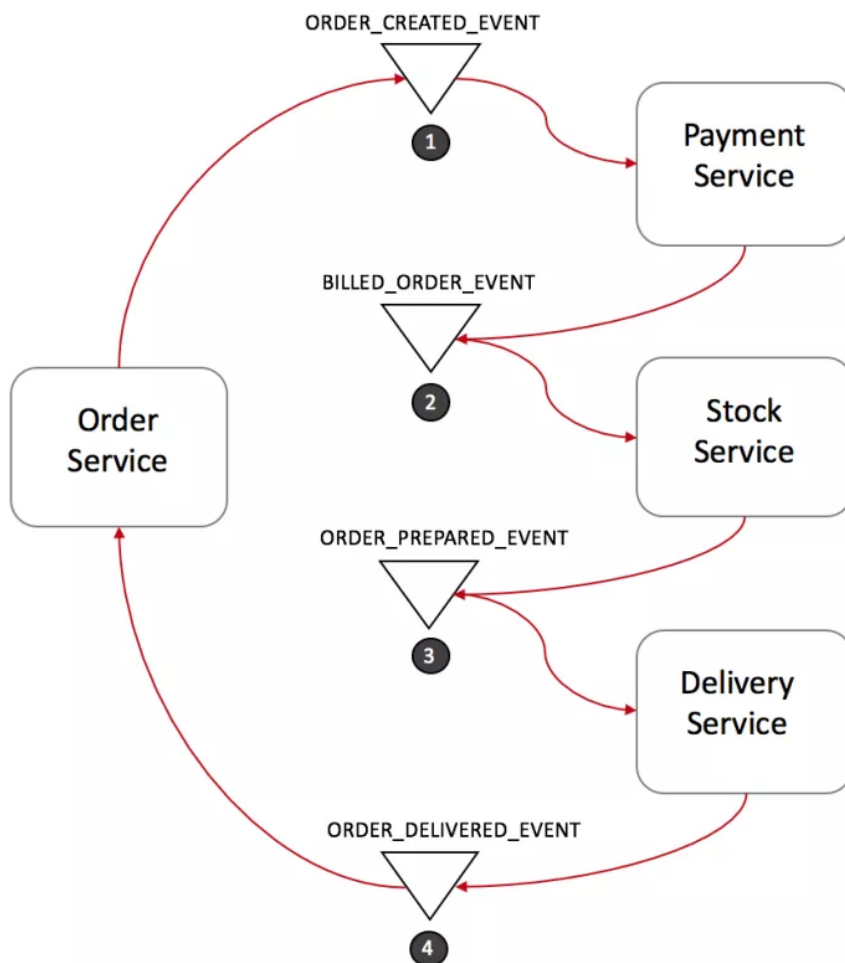 ORDER_CREATED_EVENT
1
Payment
Service
BILLED_ORDER_EVENT
2
Order
Service
Stock
Service
ORDER_PREPARED_EVENT
3
Delivery
Service
ORDER_DELIVERED_EVENT
4